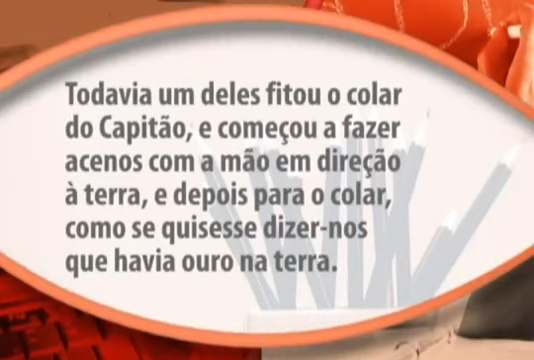 Todavia um deles fitou o colar
do Capitão, e começou a fazer
acenos com a mão em direção
à terra, e depois para o colar,
como se quisesse dizer-nos
que havia ouro na terra.